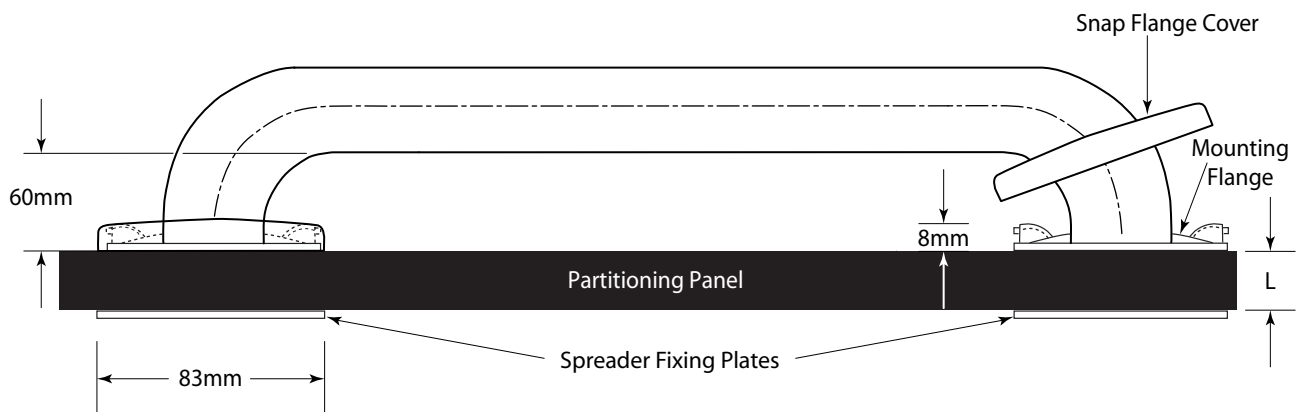 Snap Flange Cover
Mounting
Flange
60mm
8mm
Partitioning Panel
L
Spreader Fixing Plates
83mm